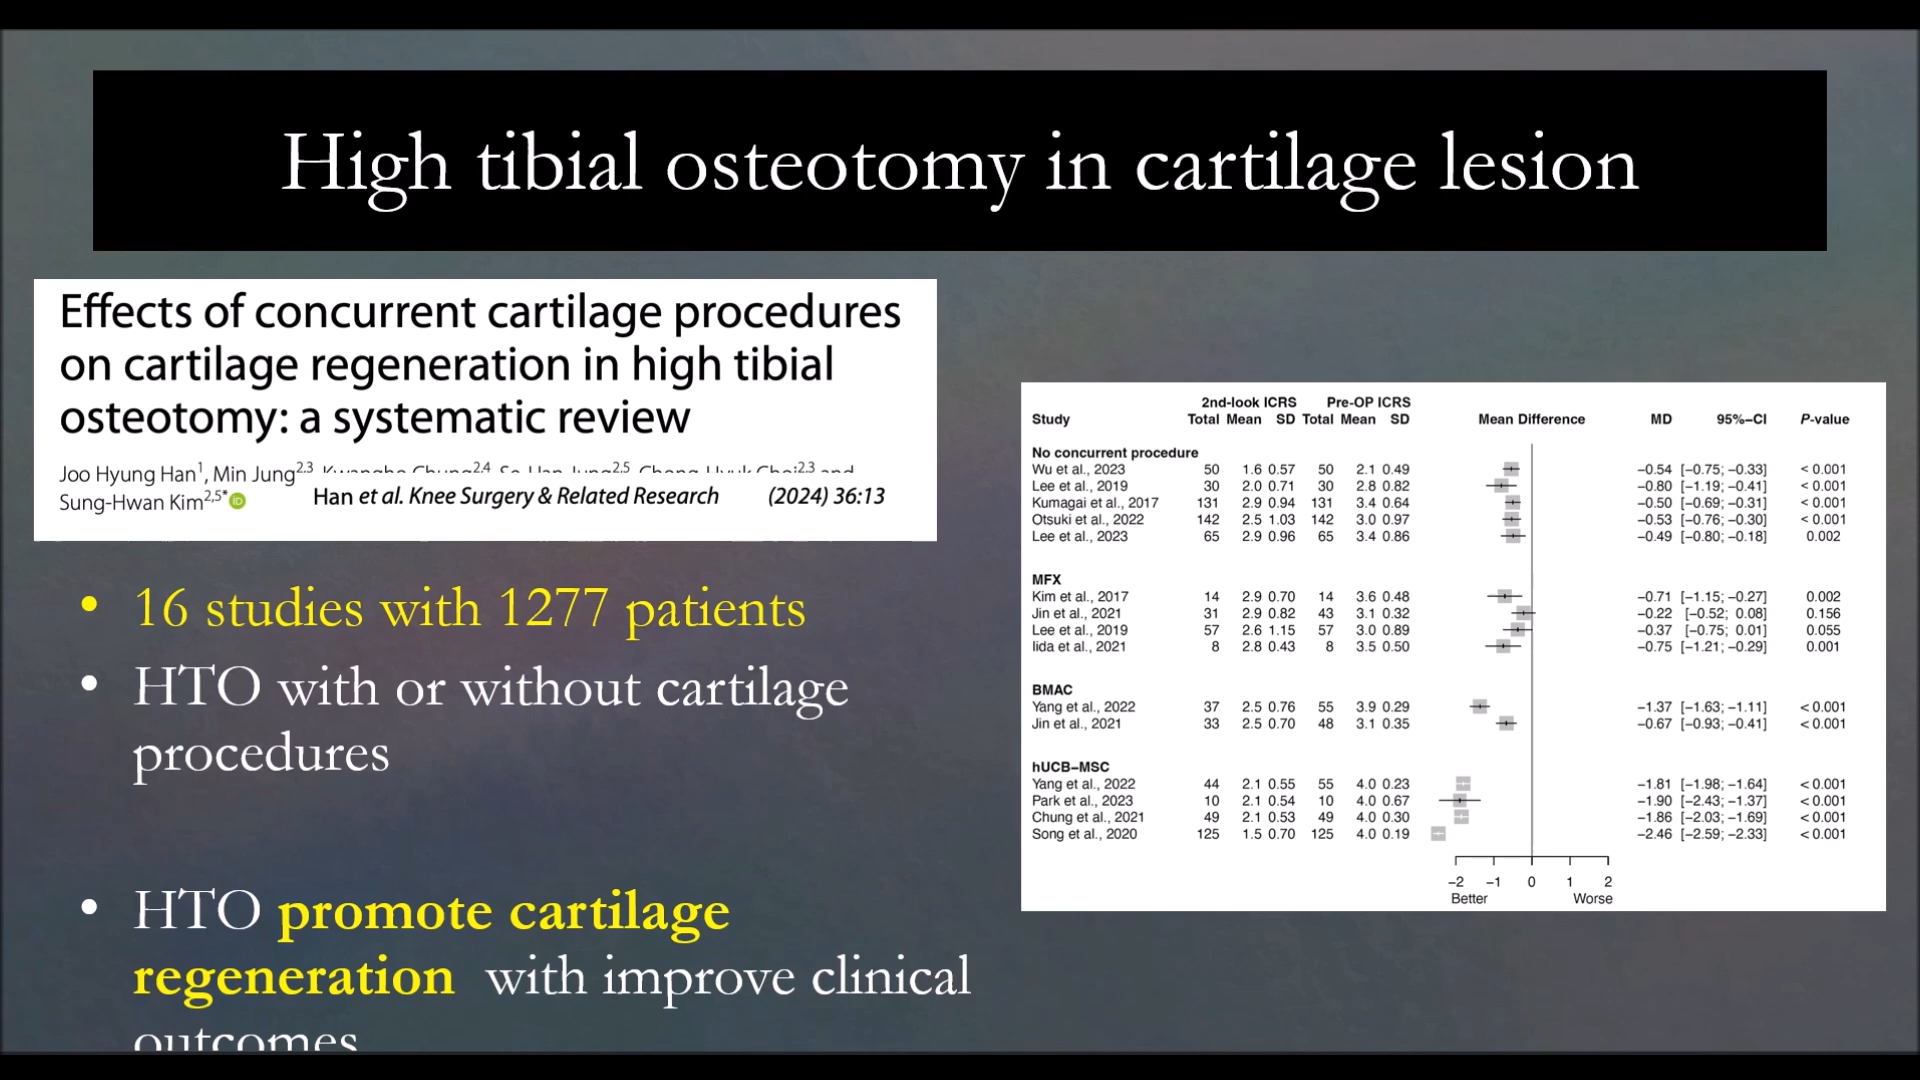 High tibial osteotomy in cartilage lesion
Effects of concurrent cartilage procedures
on cartilage regeneration in high tibial
osteotomy: a systematic review
Joo Hyung Han1, Min Jung2,3
Sung-Hwan Kim2,5*
Han et al. Knee Surgery & Related Research (2024) 36:13
• 16 studies with 1277 patients
• HTO with or without cartilage
procedures
• HTO promote cartilage
regeneration with improve clinical
outcomes
2nd-look ICRS Pre-OP ICRS
Study Total Mean SD Total Mean SD Mean Difference MD 95%-CI P-value
No concurrent procedure
Wu et al., 2023 50 1.6 0.57 50 2.1 0.49 −0.54 [−0.75; −0.33] < 0.001
Lee et al., 2019 30 2.0 0.71 30 2.8 0.82 −0.80 [−1.19; −0.41] < 0.001
Kumagai et al., 2017 131 2.9 0.94 131 3.4 0.64 −0.50 [−0.69; −0.31] < 0.001
Otsuki et al., 2022 142 2.5 1.03 142 3.0 0.97 −0.53 [−0.76; −0.30] < 0.001
Lee et al., 2023 65 2.9 0.96 65 3.4 0.86 −0.49 [−0.80; −0.18] 0.002
MFX
Kim et al., 2017 14 2.9 0.70 14 3.6 0.48 −0.71 [−1.15; −0.27] 0.002
Jin et al., 2021 31 2.9 0.82 43 3.1 0.32 −0.22 [−0.52; 0.08] 0.156
Lee et al., 2019 57 2.6 1.15 57 3.0 0.89 −0.37 [−0.75; 0.01] 0.055
Iida et al., 2021 8 2.8 0.43 8 3.5 0.50 −0.75 [−1.21; −0.29] 0.001
BMAC
Yang et al., 2022 37 2.5 0.76 55 3.9 0.29 −1.37 [−1.63; −1.11] < 0.001
Jin et al., 2021 33 2.5 0.70 48 3.1 0.35 −0.67 [−0.93; −0.41] < 0.001
hUCB−MSC
Yang et al., 2022 44 2.1 0.55 55 4.0 0.23 −1.81 [−1.98; −1.64] < 0.001
Park et al., 2023 10 2.1 0.54 10 4.0 0.67 −1.90 [−2.43; −1.37] < 0.001
Chung et al., 2021 49 2.1 0.53 49 4.0 0.30 −1.86 [−2.03; −1.69] < 0.001
Song et al., 2020 125 1.5 0.70 125 4.0 0.19 −2.46 [−2.59; −2.33] < 0.001
−2 −1 0 1 2
Better Worse